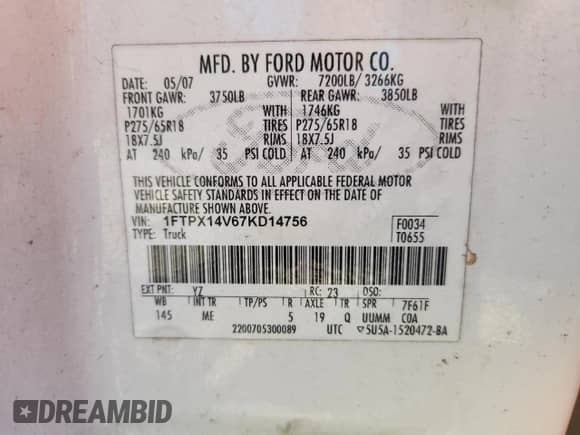 MFD. BY FORD MOTOR CO.
DATE: 05/07 GVWR: 7200LB/ 3266KG
FRONT GAWR: 3750LB REAR GAWR: 3850LB
1701KG WITH 1746KG WITH
P275/65R18 TIRES P275/65R18 TIRES
18X7.5J RIMS 18X7.5J RIMS
AT 240 kPa/ 35 PSI COLD AT 240 kPa/ 35 PSI COLD
THIS VEHICLE CONFORMS TO ALL APPLICABLE FEDERAL MOTOR
VEHICLE SAFETY STANDARDS IN EFFECT ON THE DATE OF
MANUFACTURE SHOWN ABOVE.
VIN: 1FTPX14V67KD14756 F0034
TYPE: Truck T0655
EXT PNT: YZ RC: 23 DSO:
WB INT TR TP/PS R AXLE TR SPR 7F61F
145 ME 5 19 Q UUMM COA
2200705300089 UTC 5U5A-1520472-BA
DREAMBID